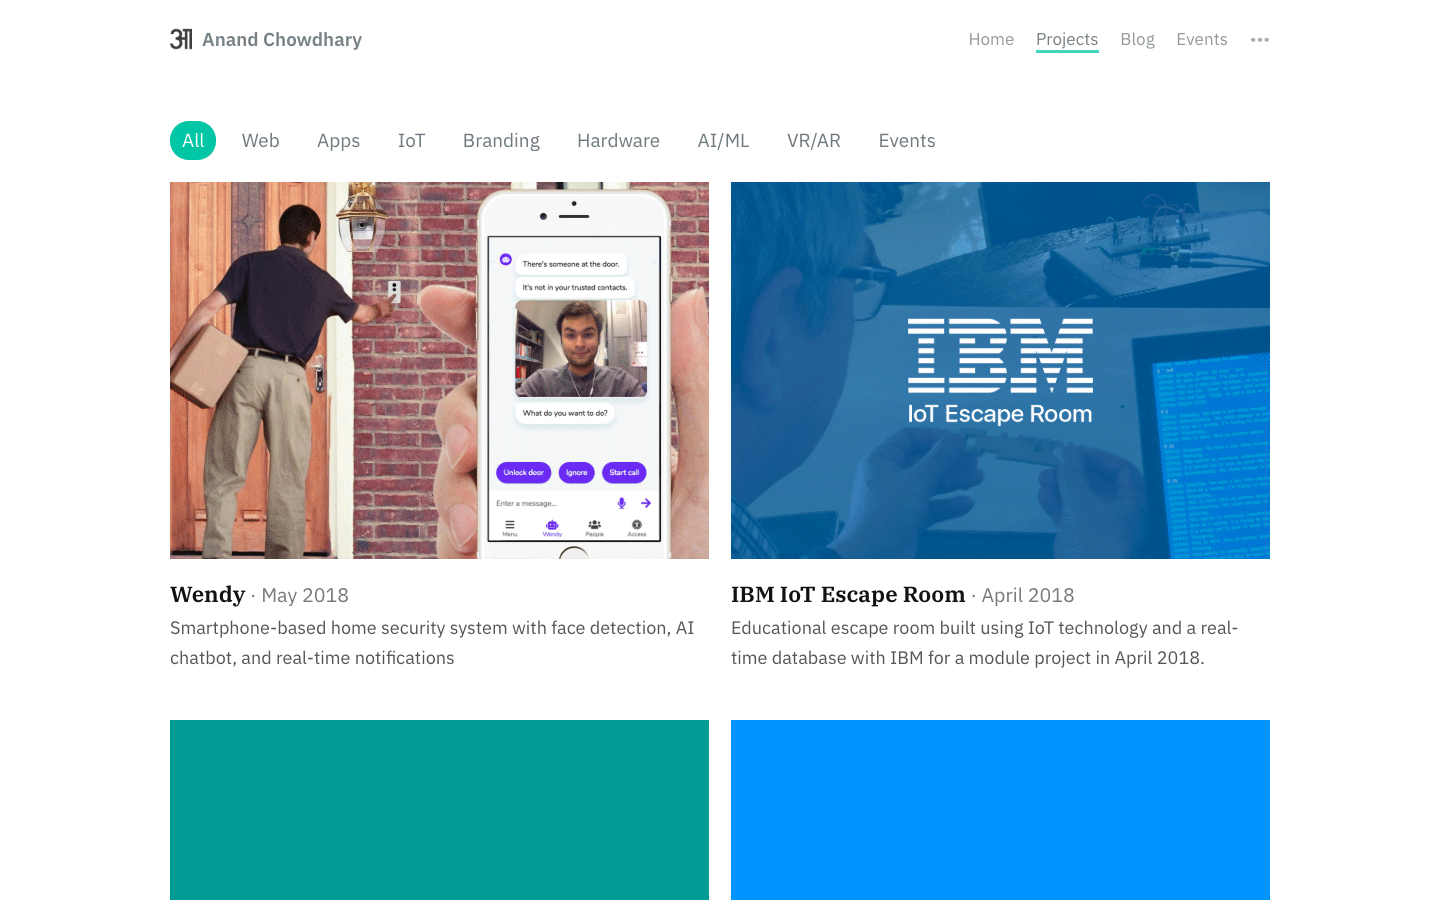 अ Anand Chowdhary
Home Projects Blog Events
All Web Apps IoT Branding Hardware AI/ML VR/AR Events
There's someone at the door.
It's not in your trusted contacts.
What do you want to do?
Unlock door Ignore Start call
Enter a message...
Menu Wendy People Access
IBM
IoT Escape Room
Wendy · May 2018
Smartphone-based home security system with face detection, AI
chatbot, and real-time notifications
IBM IoT Escape Room · April 2018
Educational escape room built using IoT technology and a real-
time database with IBM for a module project in April 2018.